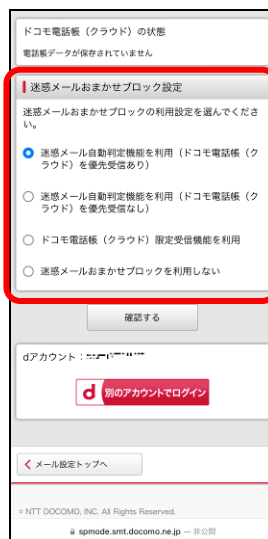 ドコモ電話帳（クラウド）の状態
電話帳データが保存されていません
迷惑メールおまかせブロック設定
迷惑メールおまかせブロックの利用設定を選んでくださ
い。
迷惑メール自動判定機能を利用（ドコモ電話帳（ク
ラウド）を優先受信あり）
迷惑メール自動判定機能を利用（ドコモ電話帳（ク
ラウド）を優先受信なし）
ドコモ電話帳（クラウド）限定受信機能を利用
迷惑メールおまかせブロックを利用しない
確認する
dアカウント：
d 別のアカウントでログイン
メール設定トップへ
© NTT DOCOMO, INC. All Rights Reserved.
spmode.smt.docomo.ne.jp — 非公開